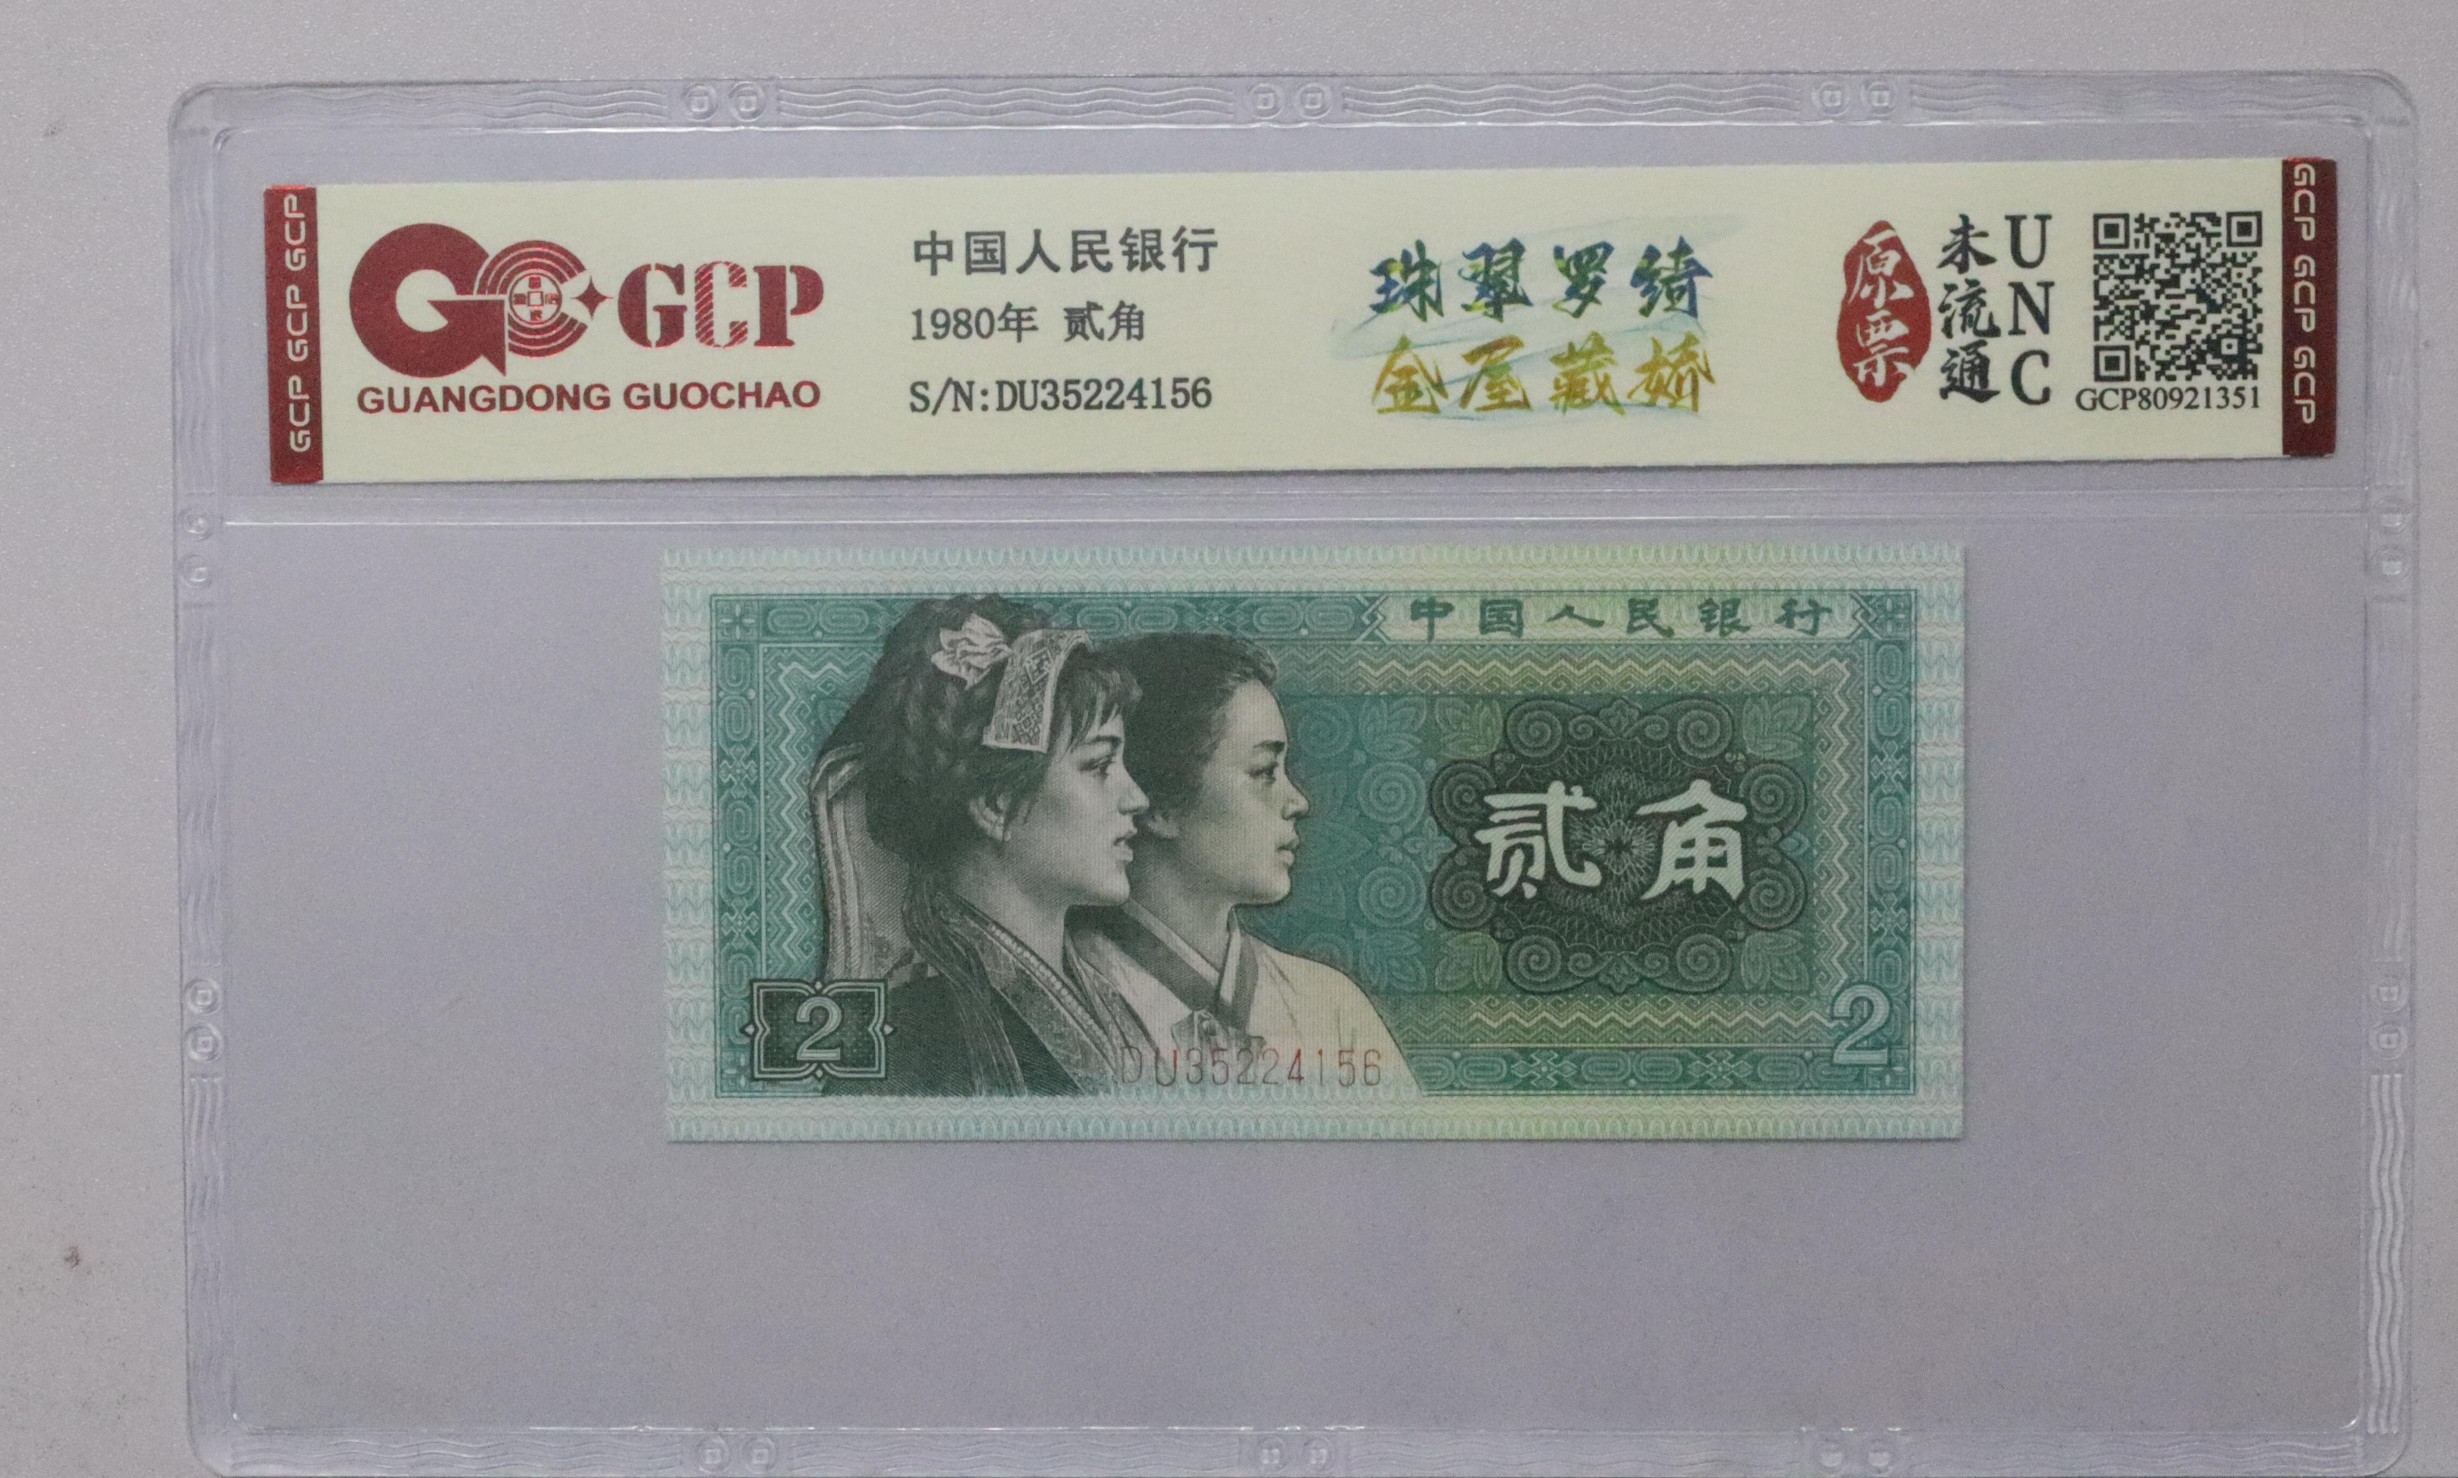 GCP GCP GCP
GCP
GUANGDONG GUOCHAO
中国人民银行
1980年 贰角
S/N:DU35224156
珠翠罗绮
金屋藏娇
原票
未流通
UNC
GCP80921351
GCP GCP GCP
中国人民银行
贰角
2
2
DU35224156